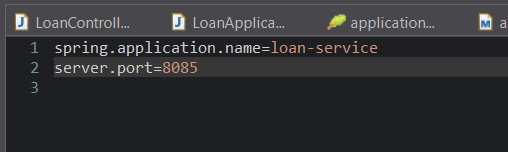 LoanControll...
LoanApplica...
application...
a
1 spring.application.name=loan-service
2 server.port=8085
3